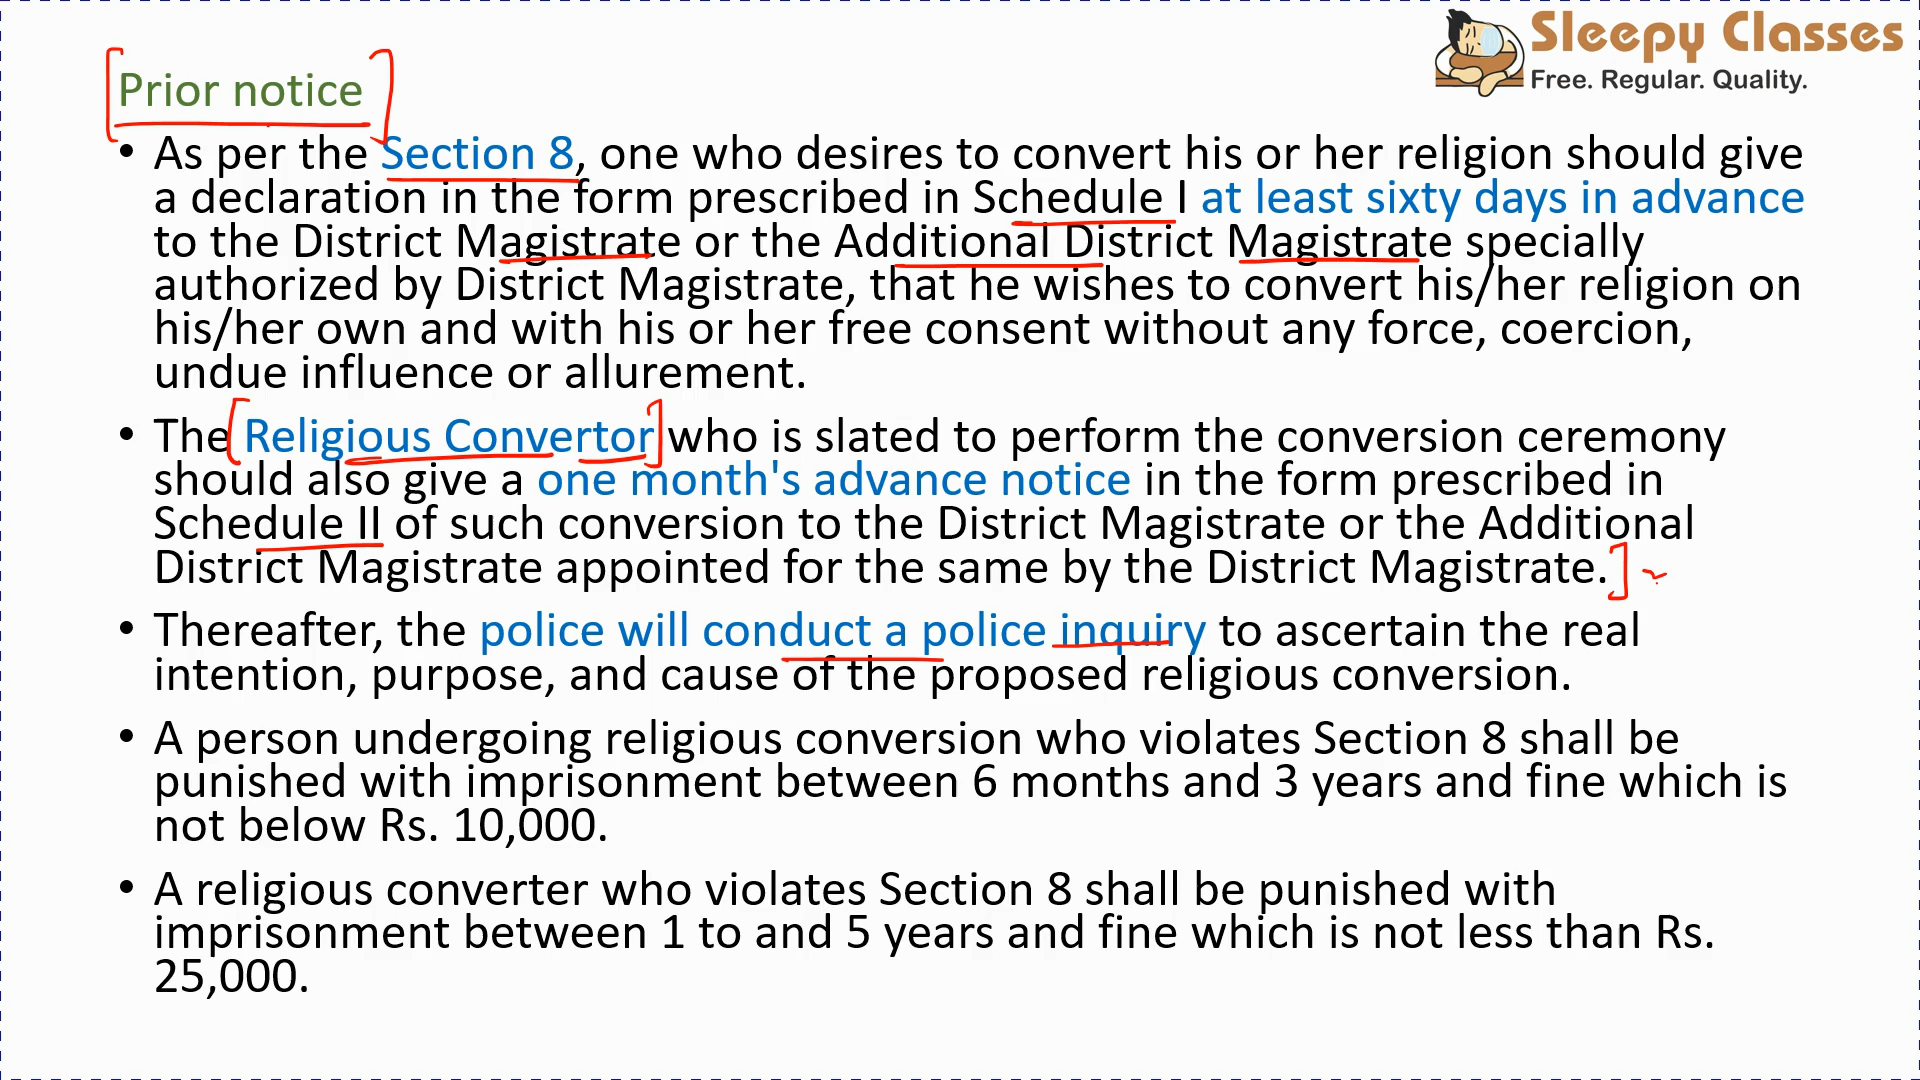 Sleepy Classes
Free. Regular. Quality.
Prior notice
• As per the Section 8, one who desires to convert his or her religion should give
a declaration in the form prescribed in Schedule I at least sixty days in advance
to the District Magistrate or the Additional District Magistrate specially
authorized by District Magistrate, that he wishes to convert his/her religion on
his/her own and with his or her free consent without any force, coercion,
undue influence or allurement.
• The Religious Convertor who is slated to perform the conversion ceremony
should also give a one month's advance notice in the form prescribed in
Schedule II of such conversion to the District Magistrate or the Additional
District Magistrate appointed for the same by the District Magistrate.
• Thereafter, the police will conduct a police inquiry to ascertain the real
intention, purpose, and cause of the proposed religious conversion.
• A person undergoing religious conversion who violates Section 8 shall be
punished with imprisonment between 6 months and 3 years and fine which is
not below Rs. 10,000.
• A religious converter who violates Section 8 shall be punished with
imprisonment between 1 to and 5 years and fine which is not less than Rs.
25,000.